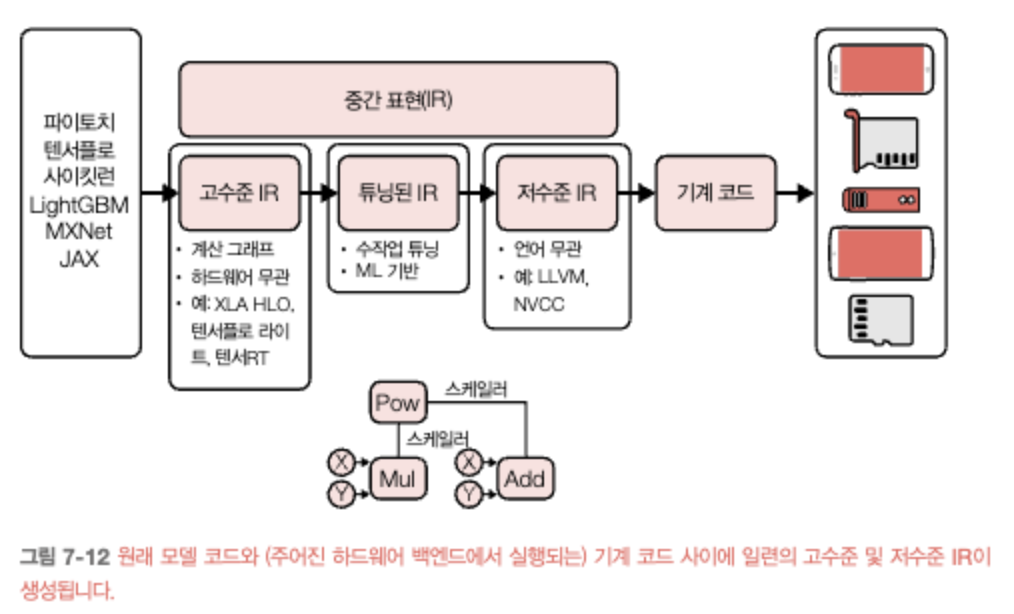 파이토치
텐서플로
사이킷런
LightGBM
MXNet
JAX
중간 표현(IR)
고수준 IR
• 계산 그래프
• 하드웨어 무관
• 예: XLA HLO,
텐서플로 라이
트, 텐서RT
튜닝된 IR
• 수작업 튜닝
• ML 기반
저수준 IR
• 언어 무관
• 예: LLVM,
NVCC
기계 코드
Pow
스케일러
스케일러
X
Y
Mul
X
Y
Add
그림 7-12 원래 모델 코드와 (주어진 하드웨어 백엔드에서 실행되는) 기계 코드 사이에 일련의 고수준 및 저수준 IR이
생성됩니다.